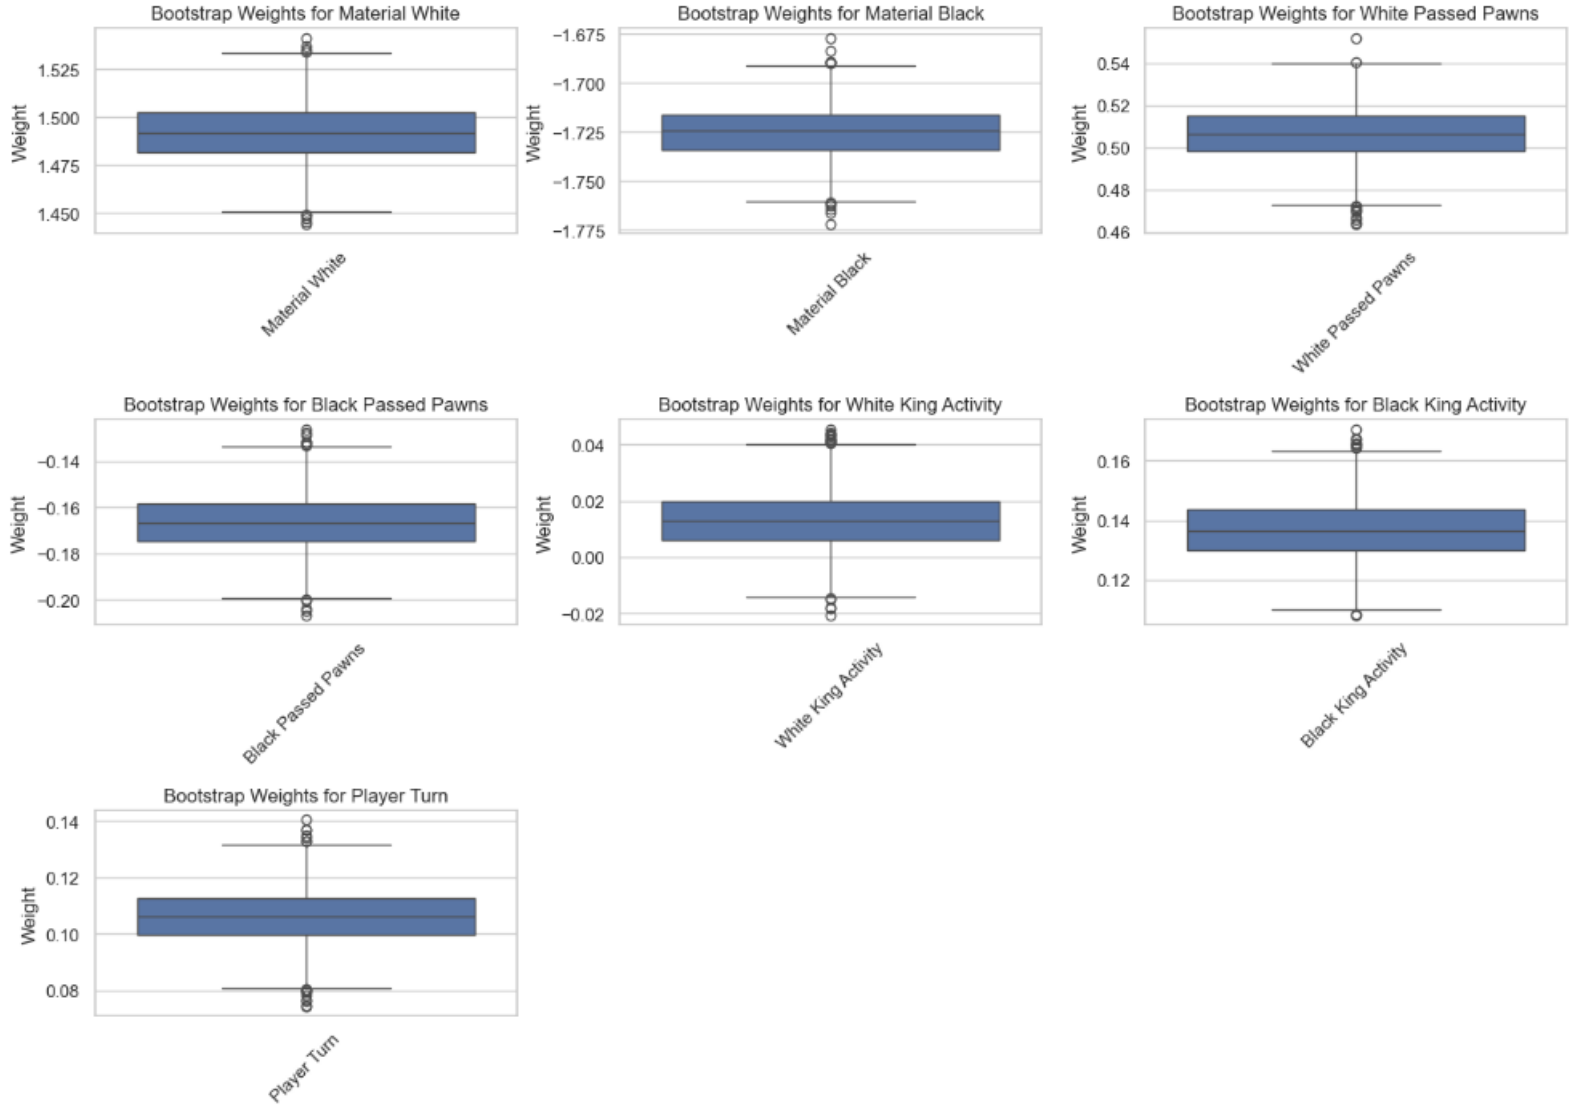 Bootstrap Weights for Material White
Weight
1.525
1.500
1.475
1.450
Material White
Bootstrap Weights for Material Black
Weight
−1.675
−1.700
−1.725
−1.750
−1.775
Material Black
Bootstrap Weights for White Passed Pawns
Weight
0.54
0.52
0.50
0.48
0.46
White Passed Pawns
Bootstrap Weights for Black Passed Pawns
Weight
−0.14
−0.16
−0.18
−0.20
Black Passed Pawns
Bootstrap Weights for White King Activity
Weight
0.04
0.02
0.00
−0.02
White King Activity
Bootstrap Weights for Black King Activity
Weight
0.16
0.14
0.12
Black King Activity
Bootstrap Weights for Player Turn
Weight
0.14
0.12
0.10
0.08
Player Turn